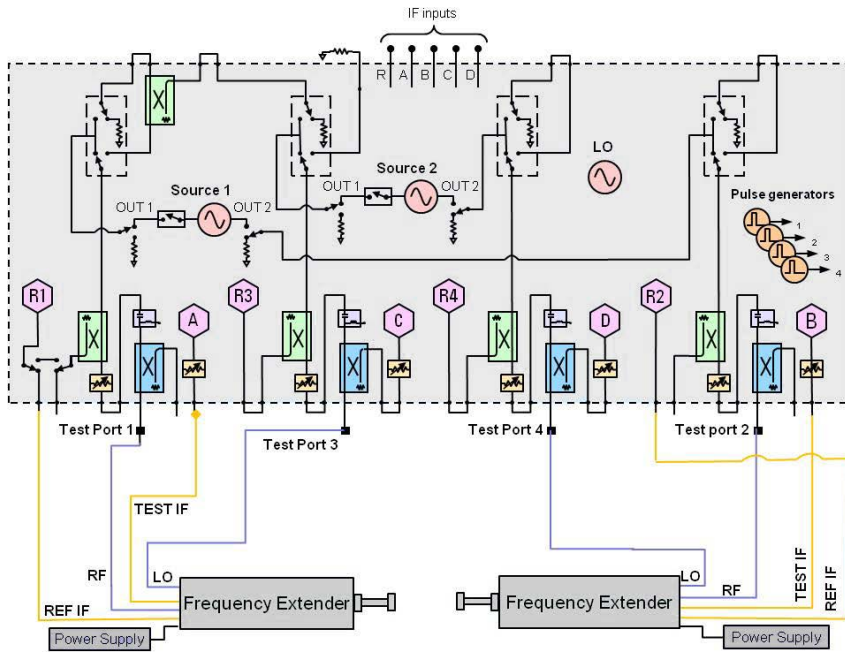 IF inputs
R A B C D
LO
Source 1
Source 2
OUT 1
OUT 2
OUT 1
OUT 2
Pulse generators
1
2
3
4
R1
A
R3
C
R4
D
R2
B
Test Port 1
Test Port 3
Test Port 4
Test port 2
TEST IF
LO
RF
REF IF
Frequency Extender
Power Supply
LO
RF
TEST IF
REF IF
Frequency Extender
Power Supply